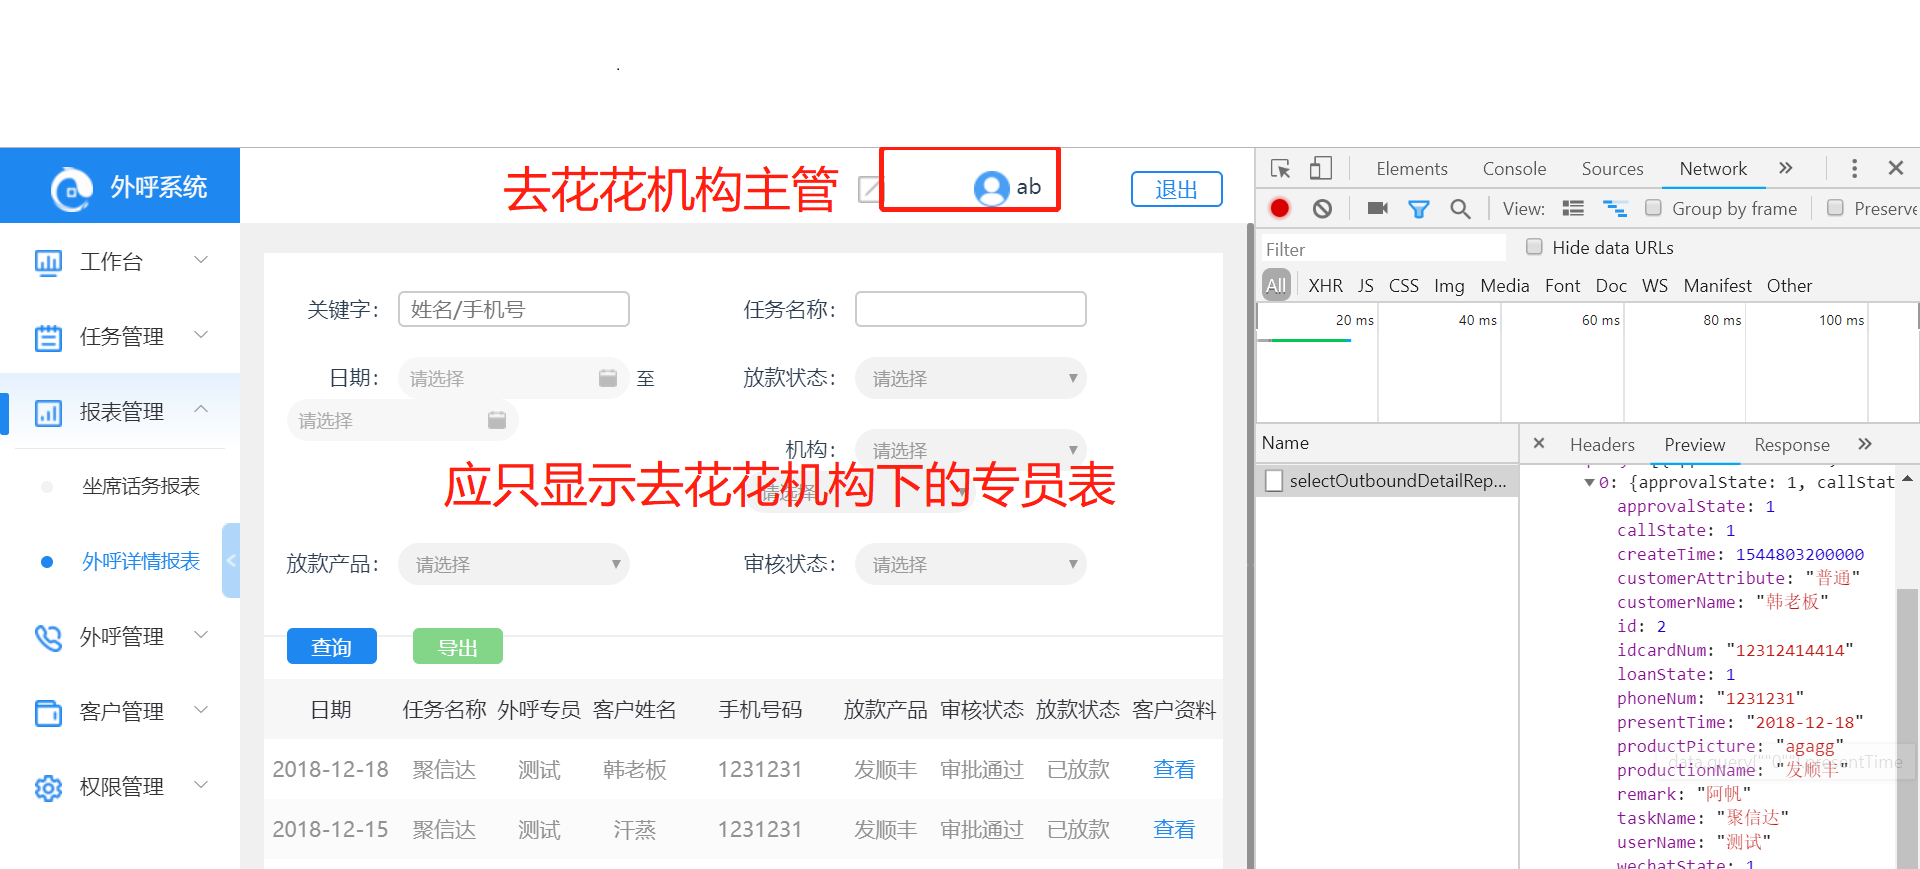 外呼系统
去花花机构主管
ab
退出
工作台
任务管理
报表管理
坐席话务报表
外呼详情报表
外呼管理
客户管理
权限管理
关键字: 姓名/手机号
任务名称:
日期: 请选择 至
请选择
放款状态: 请选择
机构: 请选择
请选择
应只显示去花花机构下的专员表
放款产品: 请选择
审核状态: 请选择
查询 导出
日期 任务名称 外呼专员 客户姓名 手机号码 放款产品 审核状态 放款状态 客户资料
2018-12-18 聚信达 测试 韩老板 1231231 发顺丰 审批通过 已放款 查看
2018-12-15 聚信达 测试 汗蒸 1231231 发顺丰 审批通过 已放款 查看
Elements Console Sources Network
View: Group by frame Preserve
Filter Hide data URLs
All XHR JS CSS Img Media Font Doc WS Manifest Other
20 ms 40 ms 60 ms 80 ms 100 ms
Name
selectOutboundDetailRep...
Headers Preview Response
0: {approvalState: 1, callStat
approvalState: 1
callState: 1
createTime: 1544803200000
customerAttribute: "普通"
customerName: "韩老板"
id: 2
idcardNum: "12312414414"
loanState: 1
phoneNum: "1231231"
presentTime: "2018-12-18"
productPicture: "agagg"
productionName: "发顺丰"
data.query[""0""].presentTime
remark: "阿帆"
taskName: "聚信达"
userName: "测试"
wechatState: 1